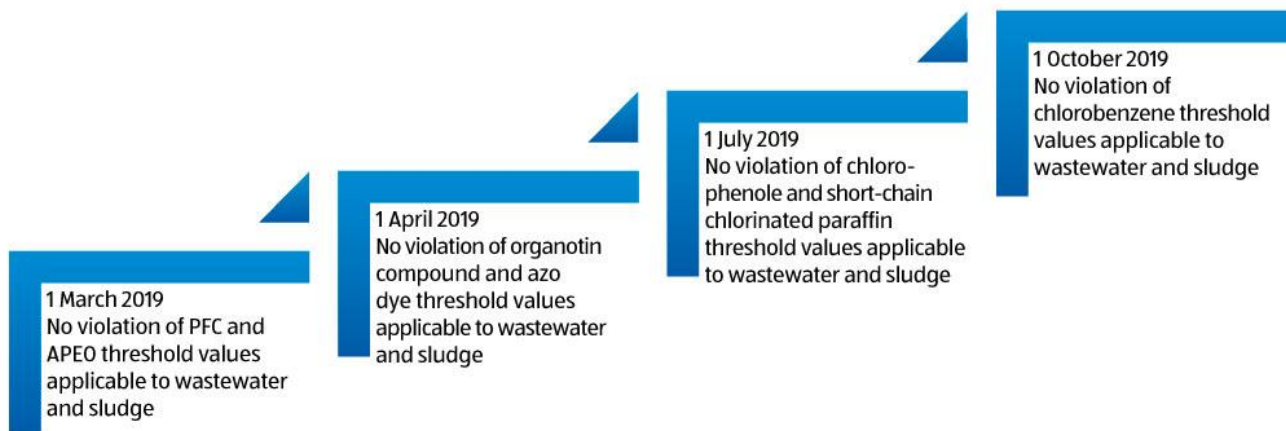 1 March 2019
No violation of PFC and
APEO threshold values
applicable to wastewater
and sludge
1 April 2019
No violation of organotin
compound and azo
dye threshold values
applicable to wastewater
and sludge
1 July 2019
No violation of chloro-
phenole and short-chain
chlorinated paraffin
threshold values applicable
to wastewater and sludge
1 October 2019
No violation of
chlorobenzene threshold
values applicable to
wastewater and sludge